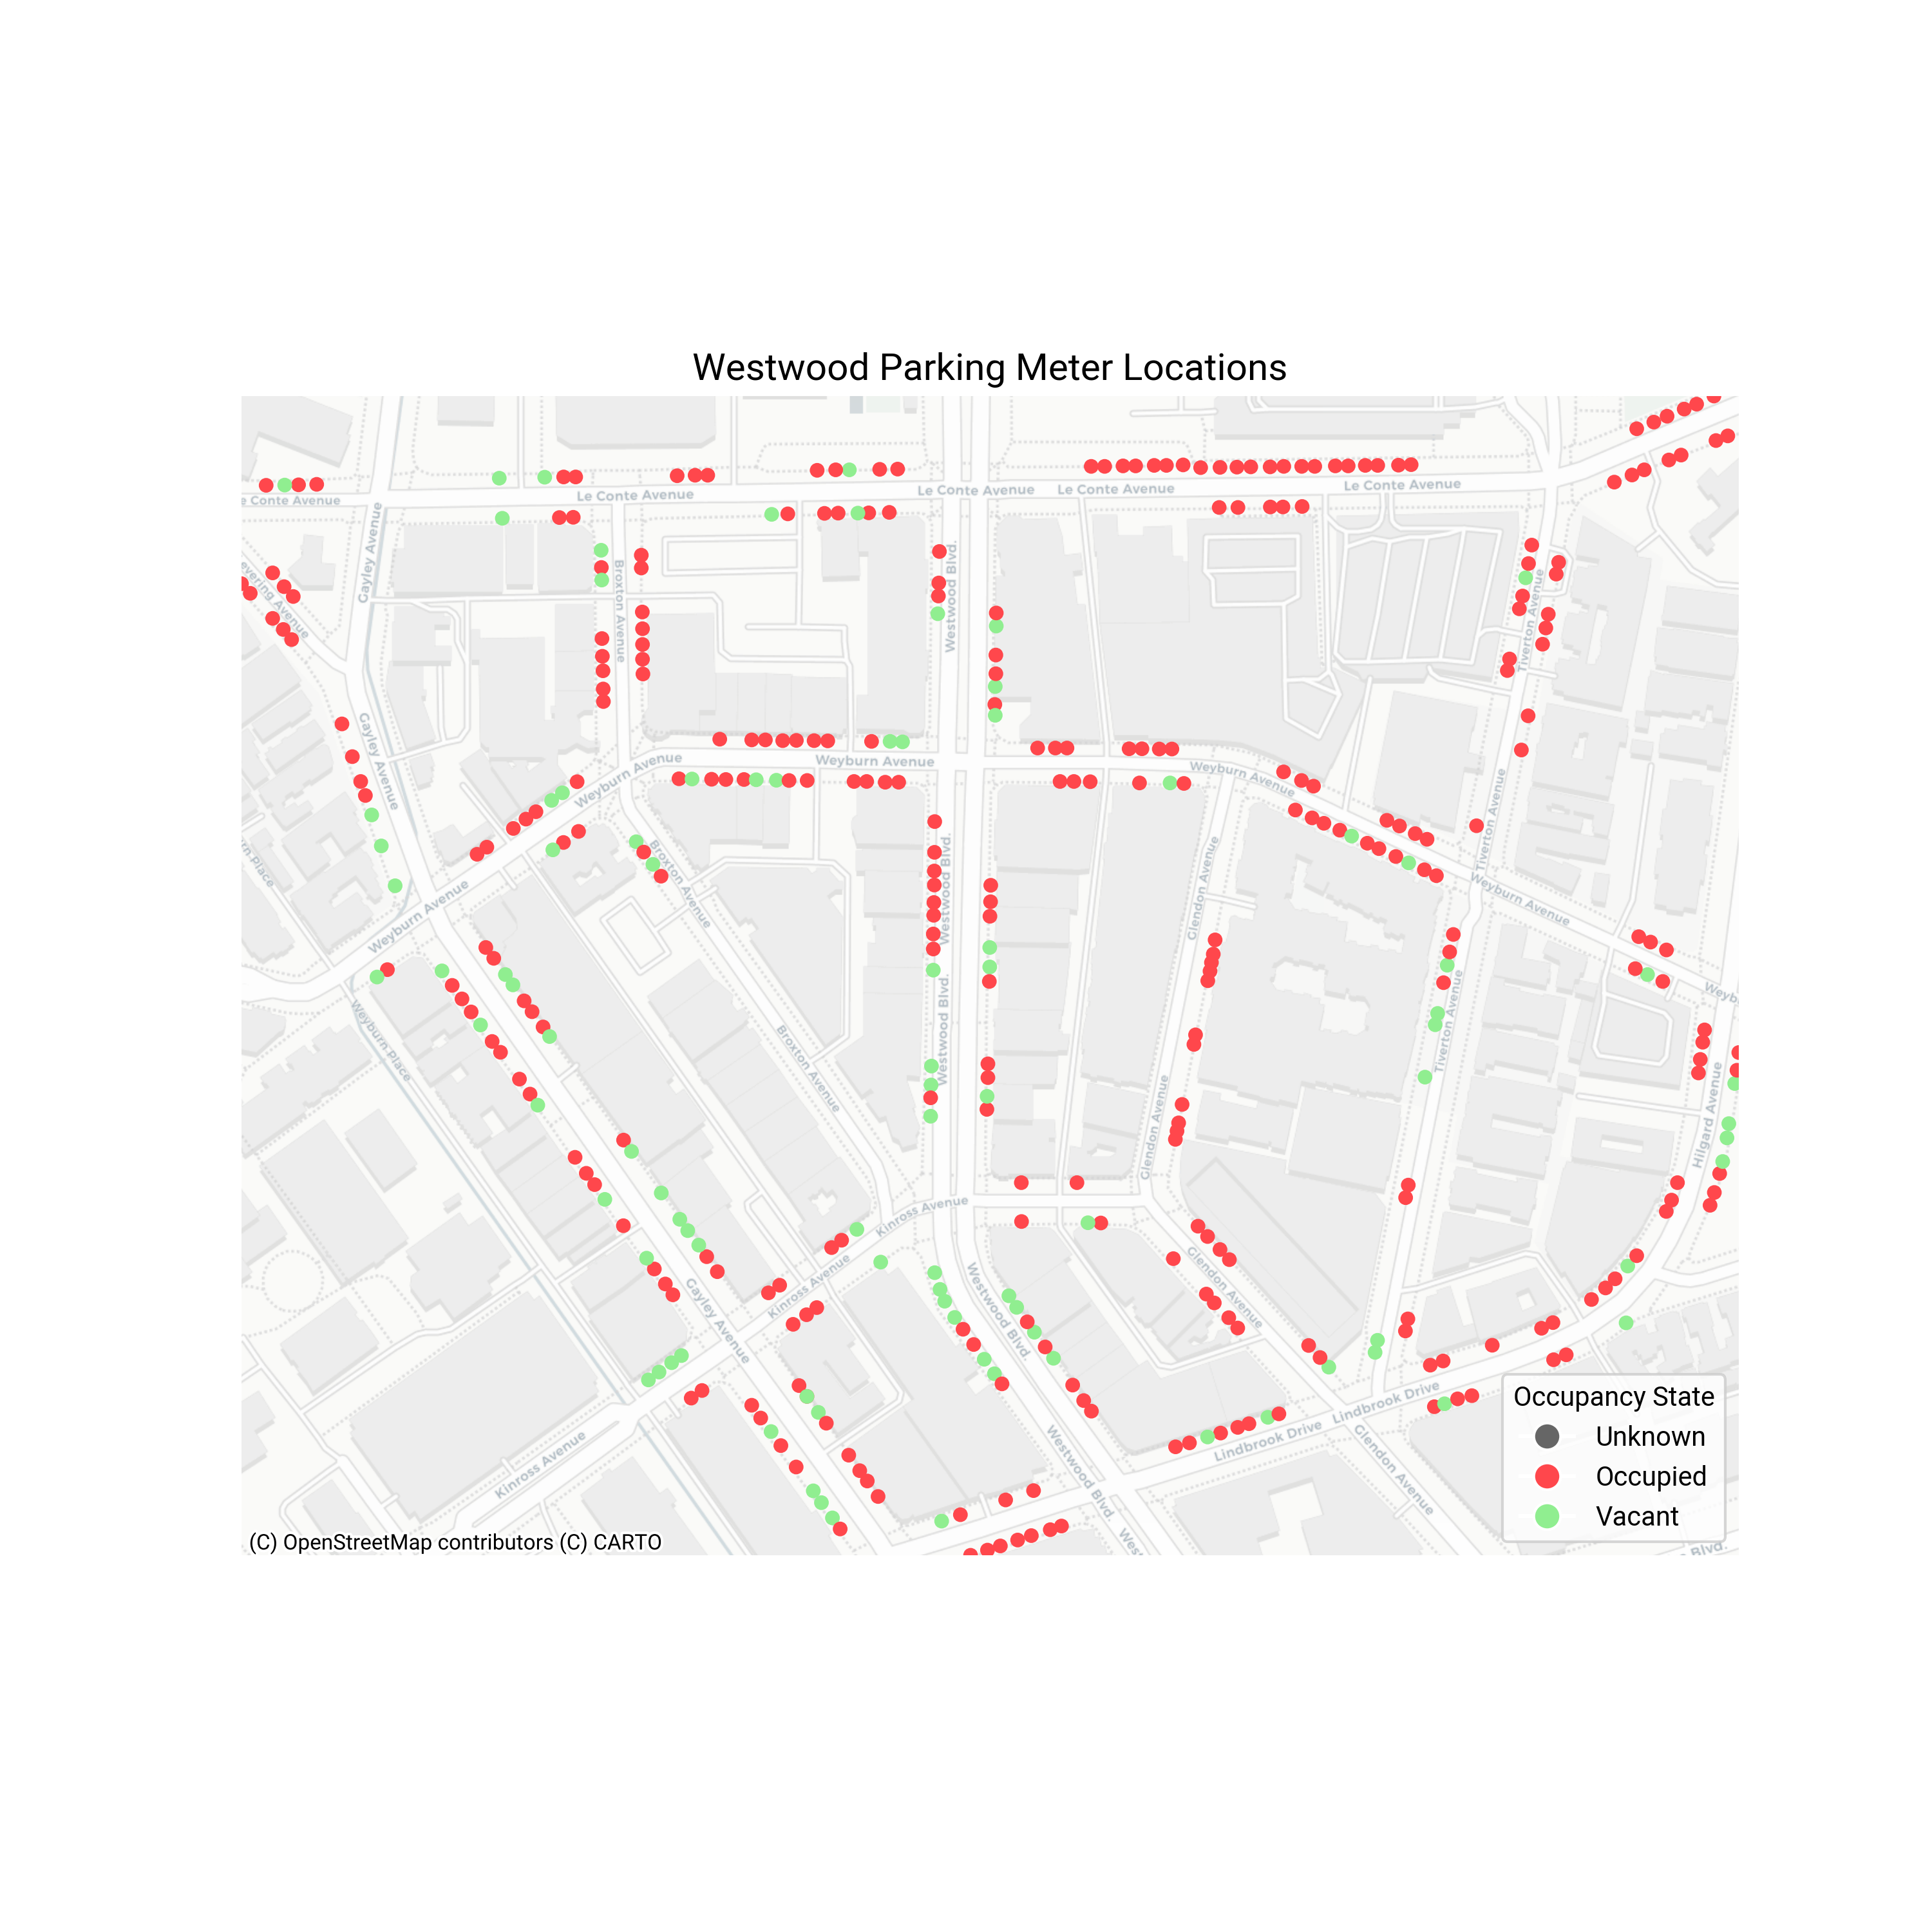 Westwood Parking Meter Locations
Le Conte Avenue
Le Conte Avenue
Le Conte Avenue
Le Conte Avenue
e Conte Avenue
Gayley Avenue
Broxton Avenue
Westwood Blvd.
Tiverton Avenue
evering Avenue
Gayley Avenue
Weyburn Avenue
Weyburn Avenue
Weyburn Avenue
Tiverton Avenue
rn Place
Broxton Avenue
Westwood Blvd.
Glendon Avenue
Weyburn Avenue
Weyburn Avenue
Weyburn Place
Broxton Avenue
Westwood Blvd.
Tiverton Avenue
Weyb
Glendon Avenue
Hilgard Avenue
Kinross Avenue
Kinross Avenue
Gayley Avenue
Westwood Blvd.
Glendon Avenue
Kinross Avenue
Westwood Blvd.
West
Lindbrook Drive
Lindbrook Drive
Glendon Avenue
Blvd.
Occupancy State
Unknown
Occupied
Vacant
(C) OpenStreetMap contributors (C) CARTO